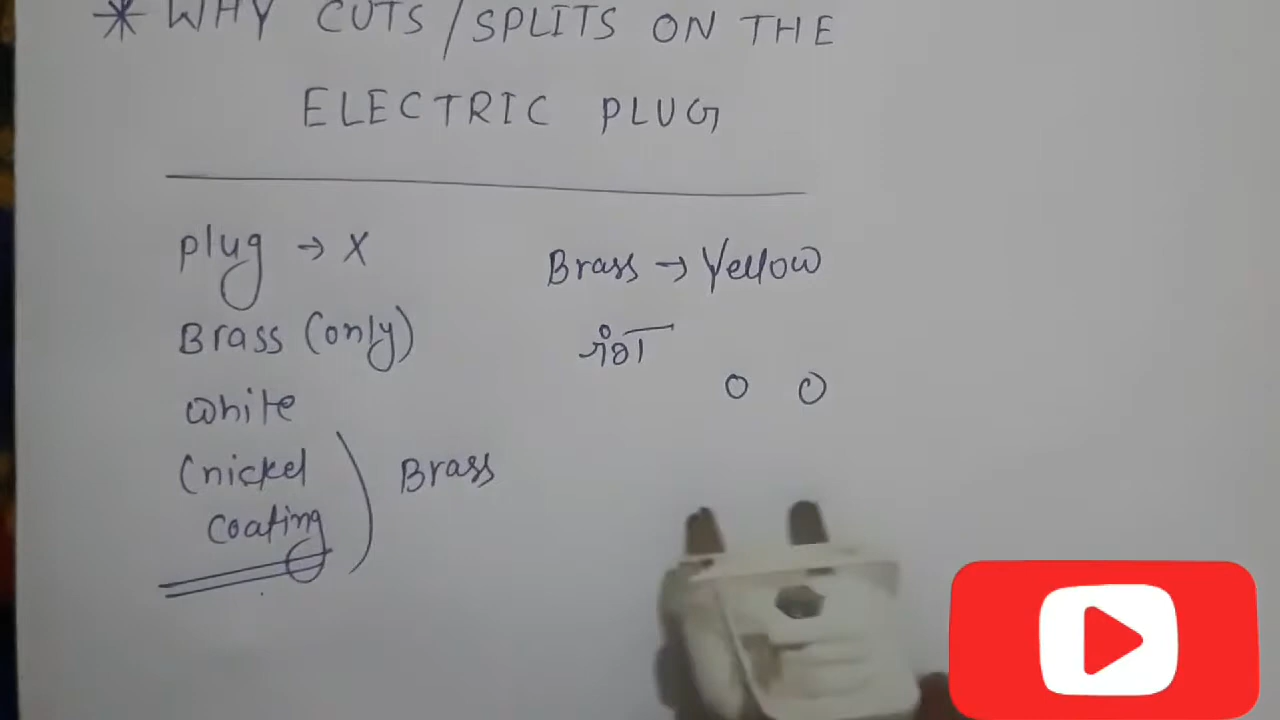 * WHY CUTS/SPLITS ON THE
ELECTRIC PLUG
plug → X
Brass (only)
white
(nickel
coating)
Brass
Brass → Yellow